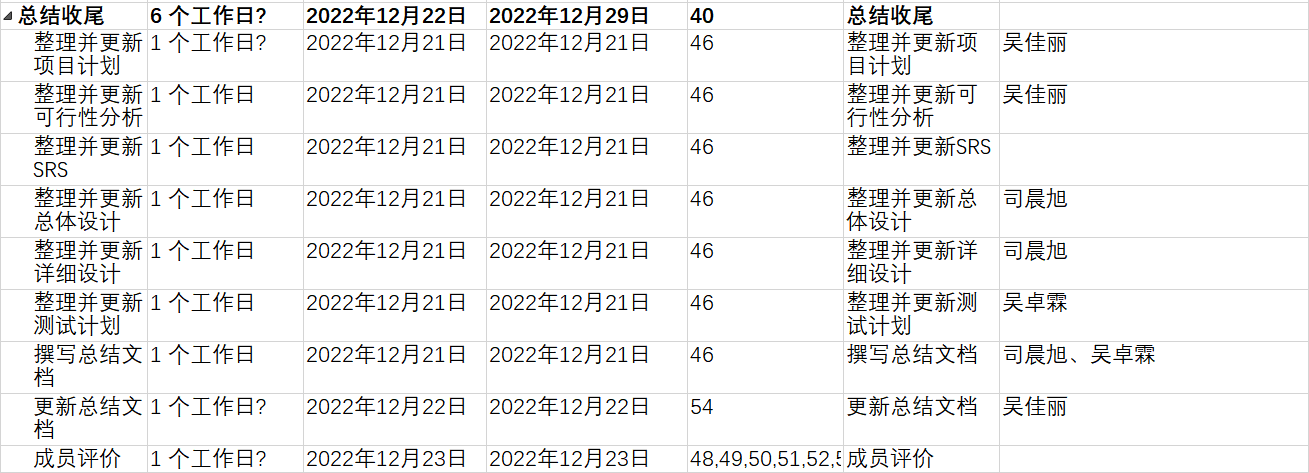 总结收尾 6 个工作日? 2022年12月22日 2022年12月29日 40 总结收尾
整理并更新 1 个工作日? 2022年12月21日 2022年12月21日 46 整理并更新项 吴佳丽
项目计划 目计划
整理并更新 1 个工作日 2022年12月21日 2022年12月21日 46 整理并更新可 吴佳丽
可行性分析 行性分析
整理并更新 1 个工作日 2022年12月21日 2022年12月21日 46 整理并更新SRS
SRS
整理并更新 1 个工作日 2022年12月21日 2022年12月21日 46 整理并更新总 司晨旭
总体设计 体设计
整理并更新 1 个工作日 2022年12月21日 2022年12月21日 46 整理并更新详 司晨旭
详细设计 细设计
整理并更新 1 个工作日 2022年12月21日 2022年12月21日 46 整理并更新测 吴卓霖
测试计划 试计划
撰写总结文 1 个工作日 2022年12月21日 2022年12月21日 46 撰写总结文档 司晨旭、吴卓霖
档
更新总结文 1 个工作日? 2022年12月22日 2022年12月22日 54 更新总结文档 吴佳丽
档
成员评价 1 个工作日? 2022年12月23日 2022年12月23日 48,49,50,51,52,5 成员评价